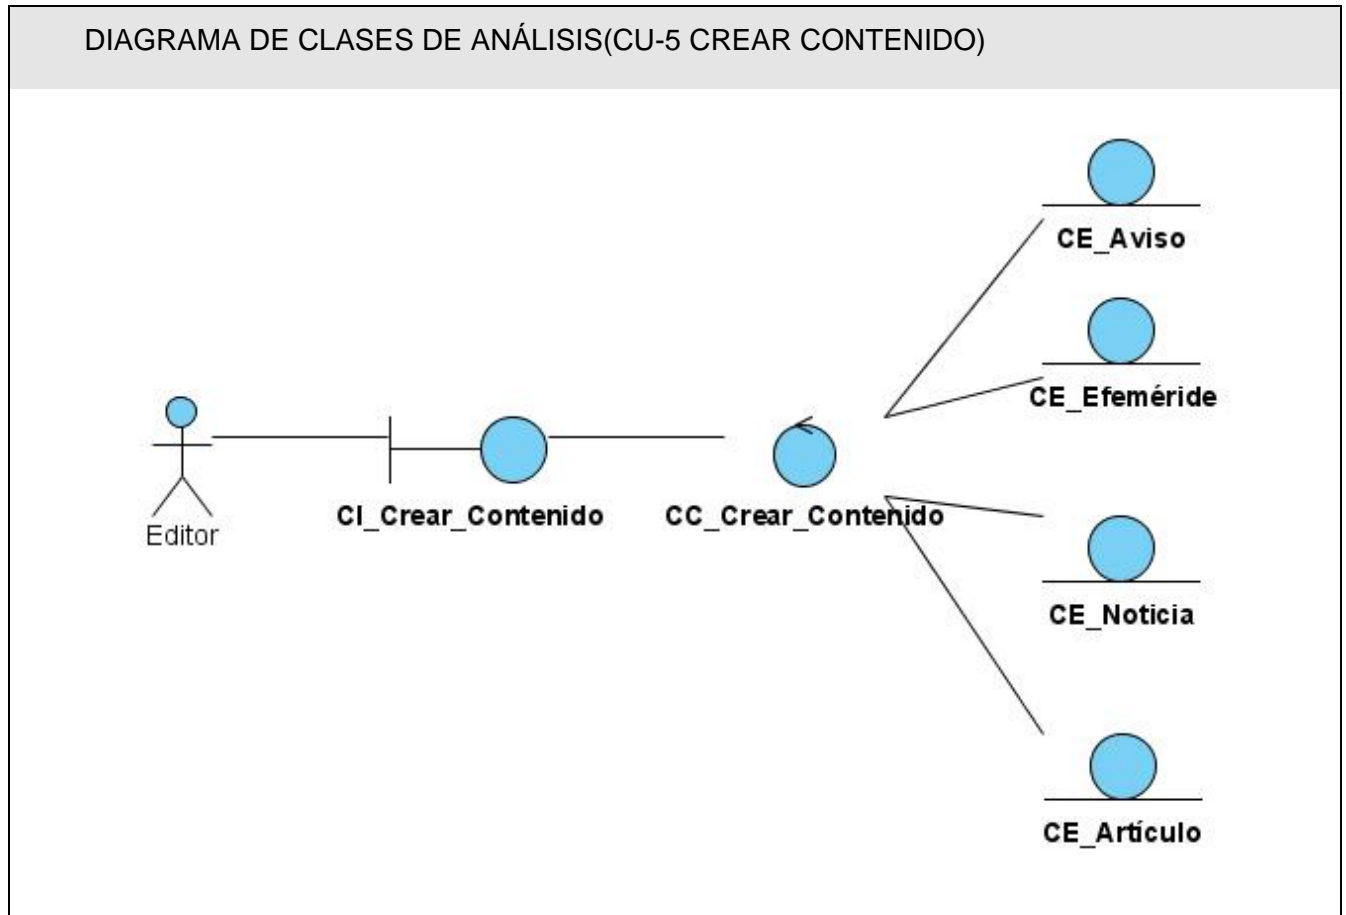 DIAGRAMA DE CLASES DE ANÁLISIS(CU-5 CREAR CONTENIDO)
CE_Aviso
CE_Efeméride
Editor
CI_Crear_Contenido
CC_Crear_Contenido
CE_Noticia
CE_Artículo